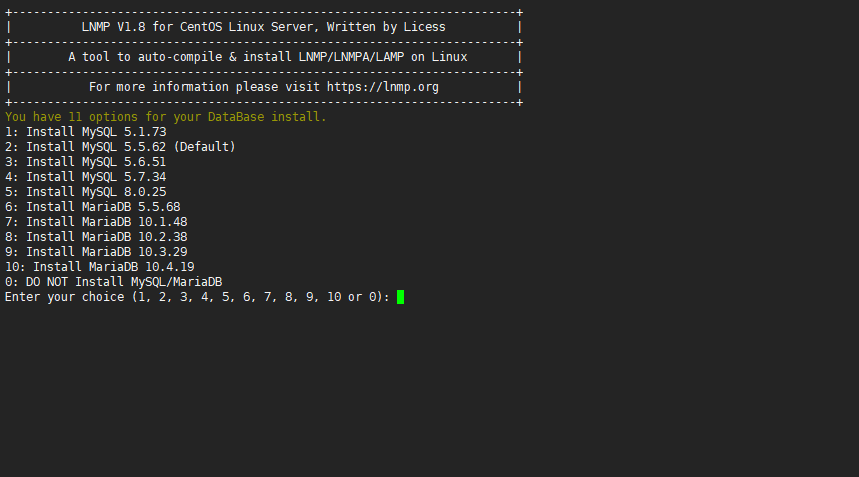 +------------------------------------------------------------------------+
|          LNMP V1.8 for CentOS Linux Server, Written by Licess          |
+------------------------------------------------------------------------+
|        A tool to auto-compile & install LNMP/LNMPA/LAMP on Linux       |
+------------------------------------------------------------------------+
|           For more information please visit https://lnmp.org           |
+------------------------------------------------------------------------+
You have 11 options for your DataBase install.
1: Install MySQL 5.1.73
2: Install MySQL 5.5.62 (Default)
3: Install MySQL 5.6.51
4: Install MySQL 5.7.34
5: Install MySQL 8.0.25
6: Install MariaDB 5.5.68
7: Install MariaDB 10.1.48
8: Install MariaDB 10.2.38
9: Install MariaDB 10.3.29
10: Install MariaDB 10.4.19
0: DO NOT Install MySQL/MariaDB
Enter your choice (1, 2, 3, 4, 5, 6, 7, 8, 9, 10 or 0):